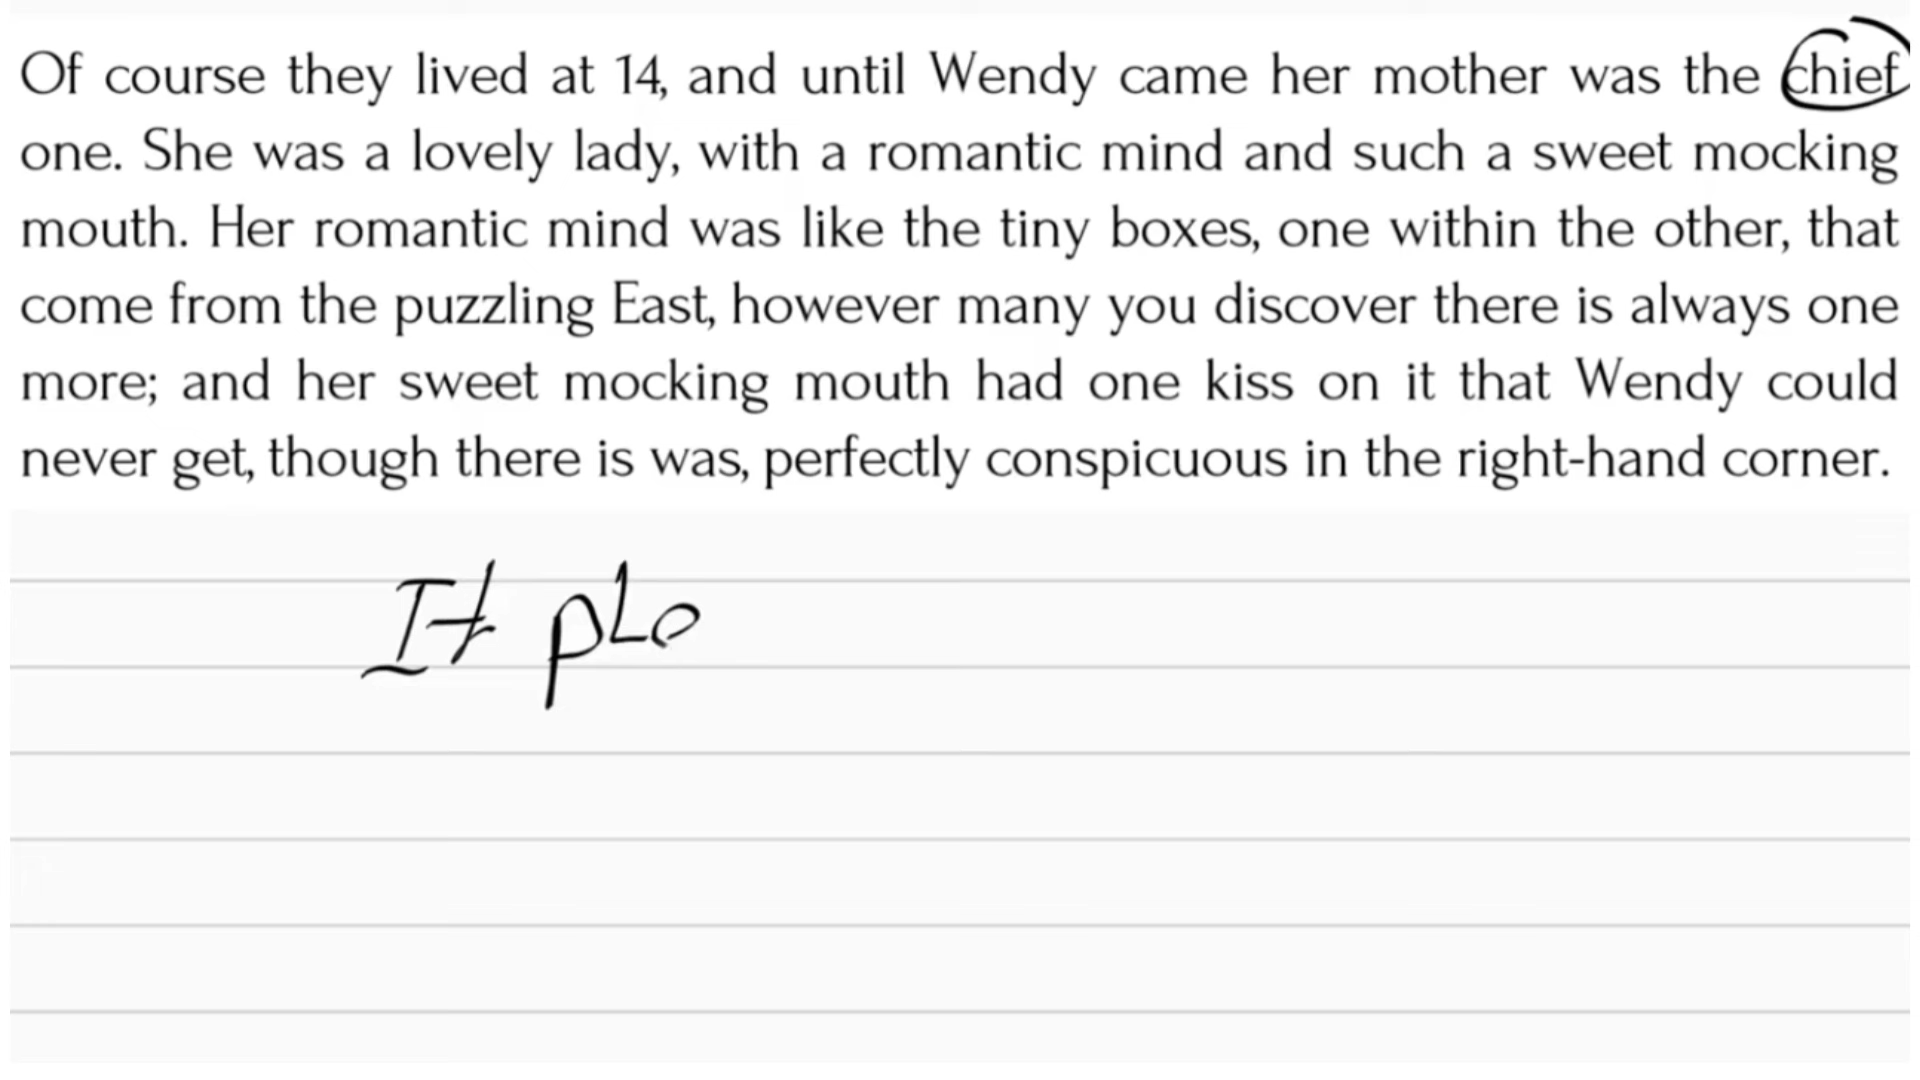 Of course they lived at 14, and until Wendy came her mother was the chief
one. She was a lovely lady, with a romantic mind and such a sweet mocking
mouth. Her romantic mind was like the tiny boxes, one within the other, that
come from the puzzling East, however many you discover there is always one
more; and her sweet mocking mouth had one kiss on it that Wendy could
never get, though there is was, perfectly conspicuous in the right-hand corner.
It plo